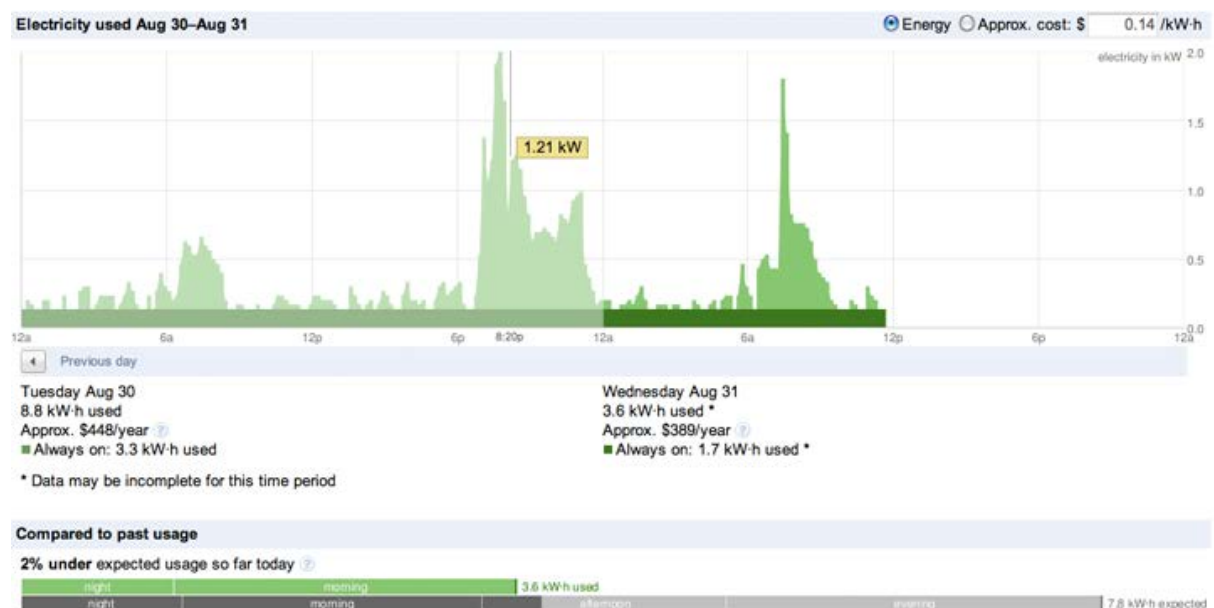 Electricity used Aug 30–Aug 31
Energy Approx. cost: $ 0.14 /kW·h
electricity in kW 2.0
1.5
1.21 kW
1.0
0.5
0.0
12a 6a 12p 6p 8:20p 12a 6a 12p 6p 12a
Previous day
Tuesday Aug 30
8.8 kW·h used
Approx. $448/year ?
Always on: 3.3 kW·h used
Wednesday Aug 31
3.6 kW·h used *
Approx. $389/year ?
Always on: 1.7 kW·h used *
* Data may be incomplete for this time period
Compared to past usage
2% under expected usage so far today ?
night morning 3.6 kW·h used
night morning afternoon evening 7.8 kW·h expected